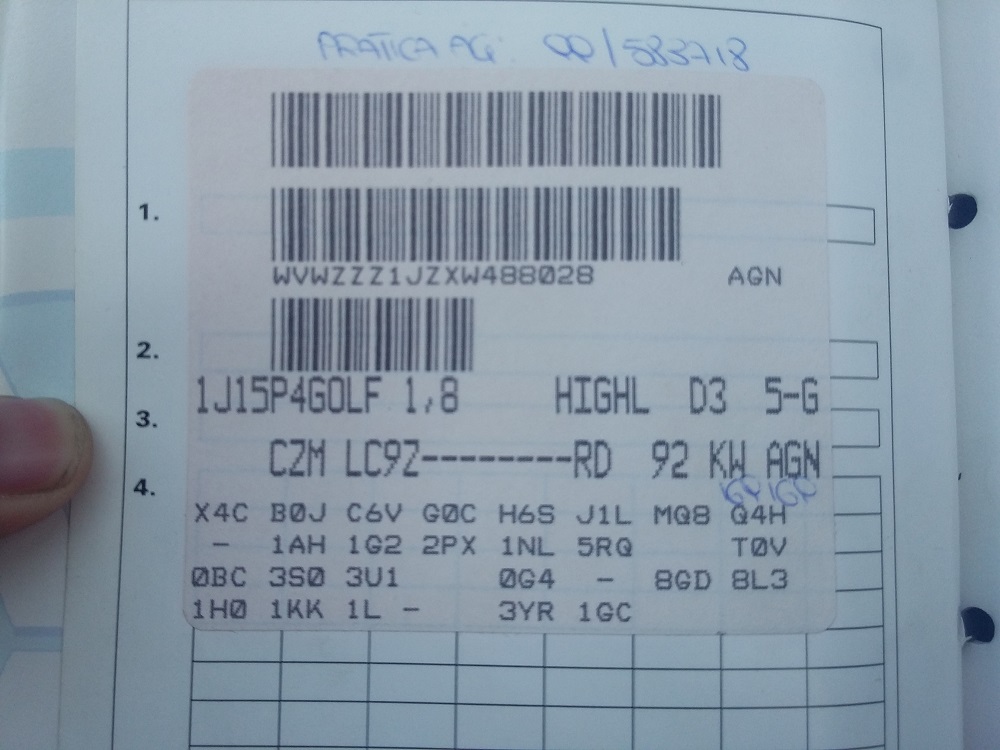 PRATICA AG: 00/583718
1.
WVWZZZ1JZXW488028 AGN
2.
1J15P4GOLF 1,8 HIGHL D3 5-G
3.
CZM LC9Z--------RD 92 KW AGN
4.
X4C B0J C6V G0C H6S J1L MQ8 Q4H
- 1AH 1G2 2PX 1NL 5RQ T0V
0BC 3S0 3U1 0G4 - 8GD 8L3
1H0 1KK 1L - 3YR 1GC